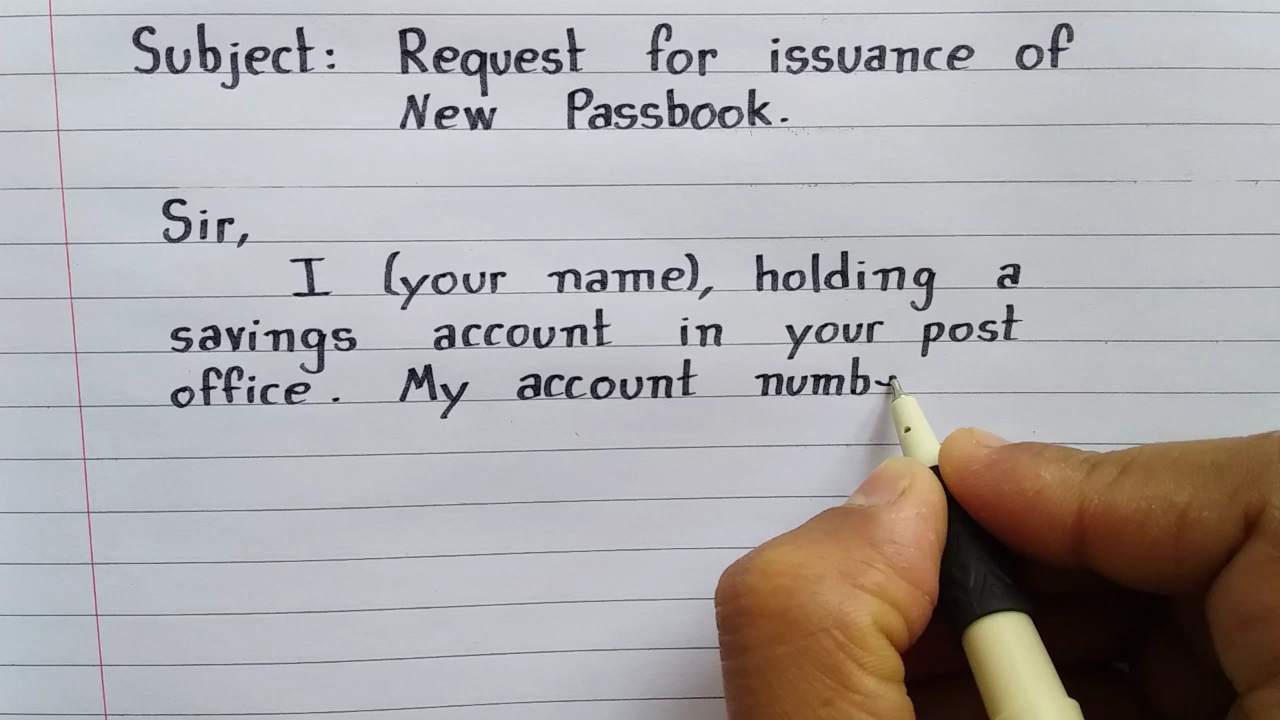 Subject: Request for issuance of
New Passbook.
Sir,
I (your name), holding a
savings account in your post
office. My account numb